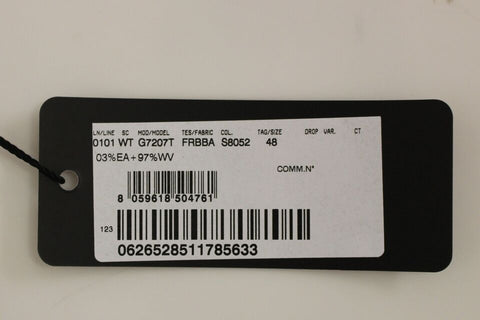 LN/LINE SC MOD/MODEL TES/FABRIC COL. TAG/SIZE DROP VAR. CT
0101 WT G7207T FRBBA S8052 48
03%EA+97%WV
COMM.N°
8 059618 504761
123
0626528511785633